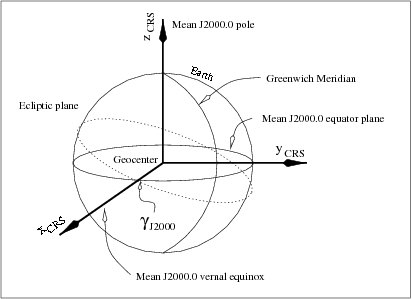 z CRS
Mean J2000.0 pole
Earth
Greenwich Meridian
Ecliptic plane
Mean J2000.0 equator plane
Geocenter
y CRS
x CRS
γJ2000
Mean J2000.0 vernal equinox